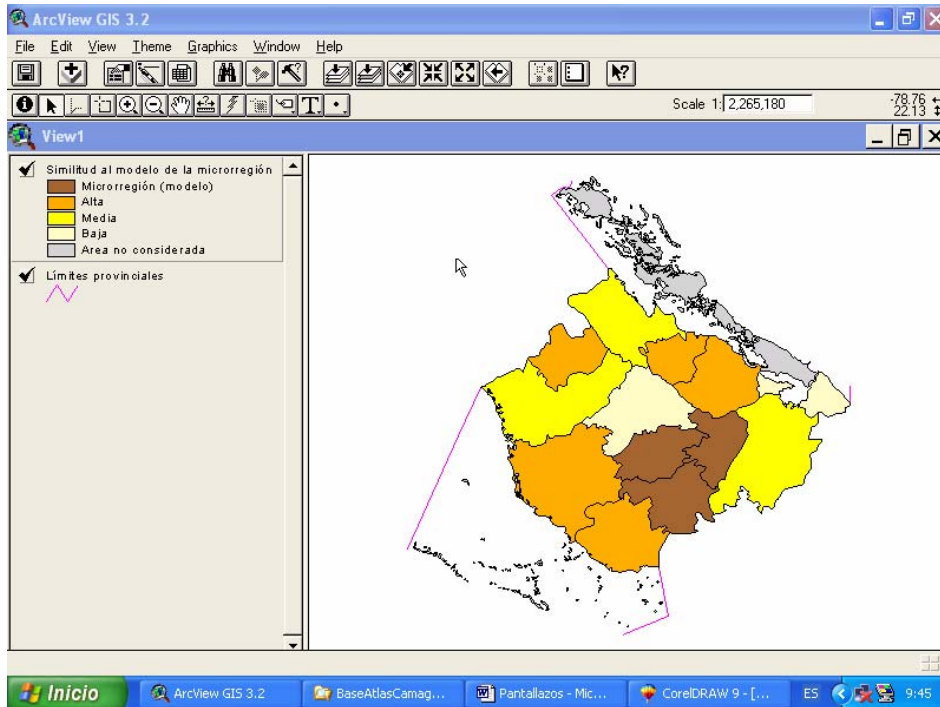 ArcView GIS 3.2
File Edit View Theme Graphics Window Help
Scale 1: 2,265,180
-78.76
22.13
View1
Similitud al modelo de la microrregión
Microrregión (modelo)
Alta
Media
Baja
Area no considerada
Límites provinciales
Inicio
ArcView GIS 3.2
BaseAtlasCamag...
Pantallazos - Mic...
CorelDRAW 9 - [...
ES
9:45